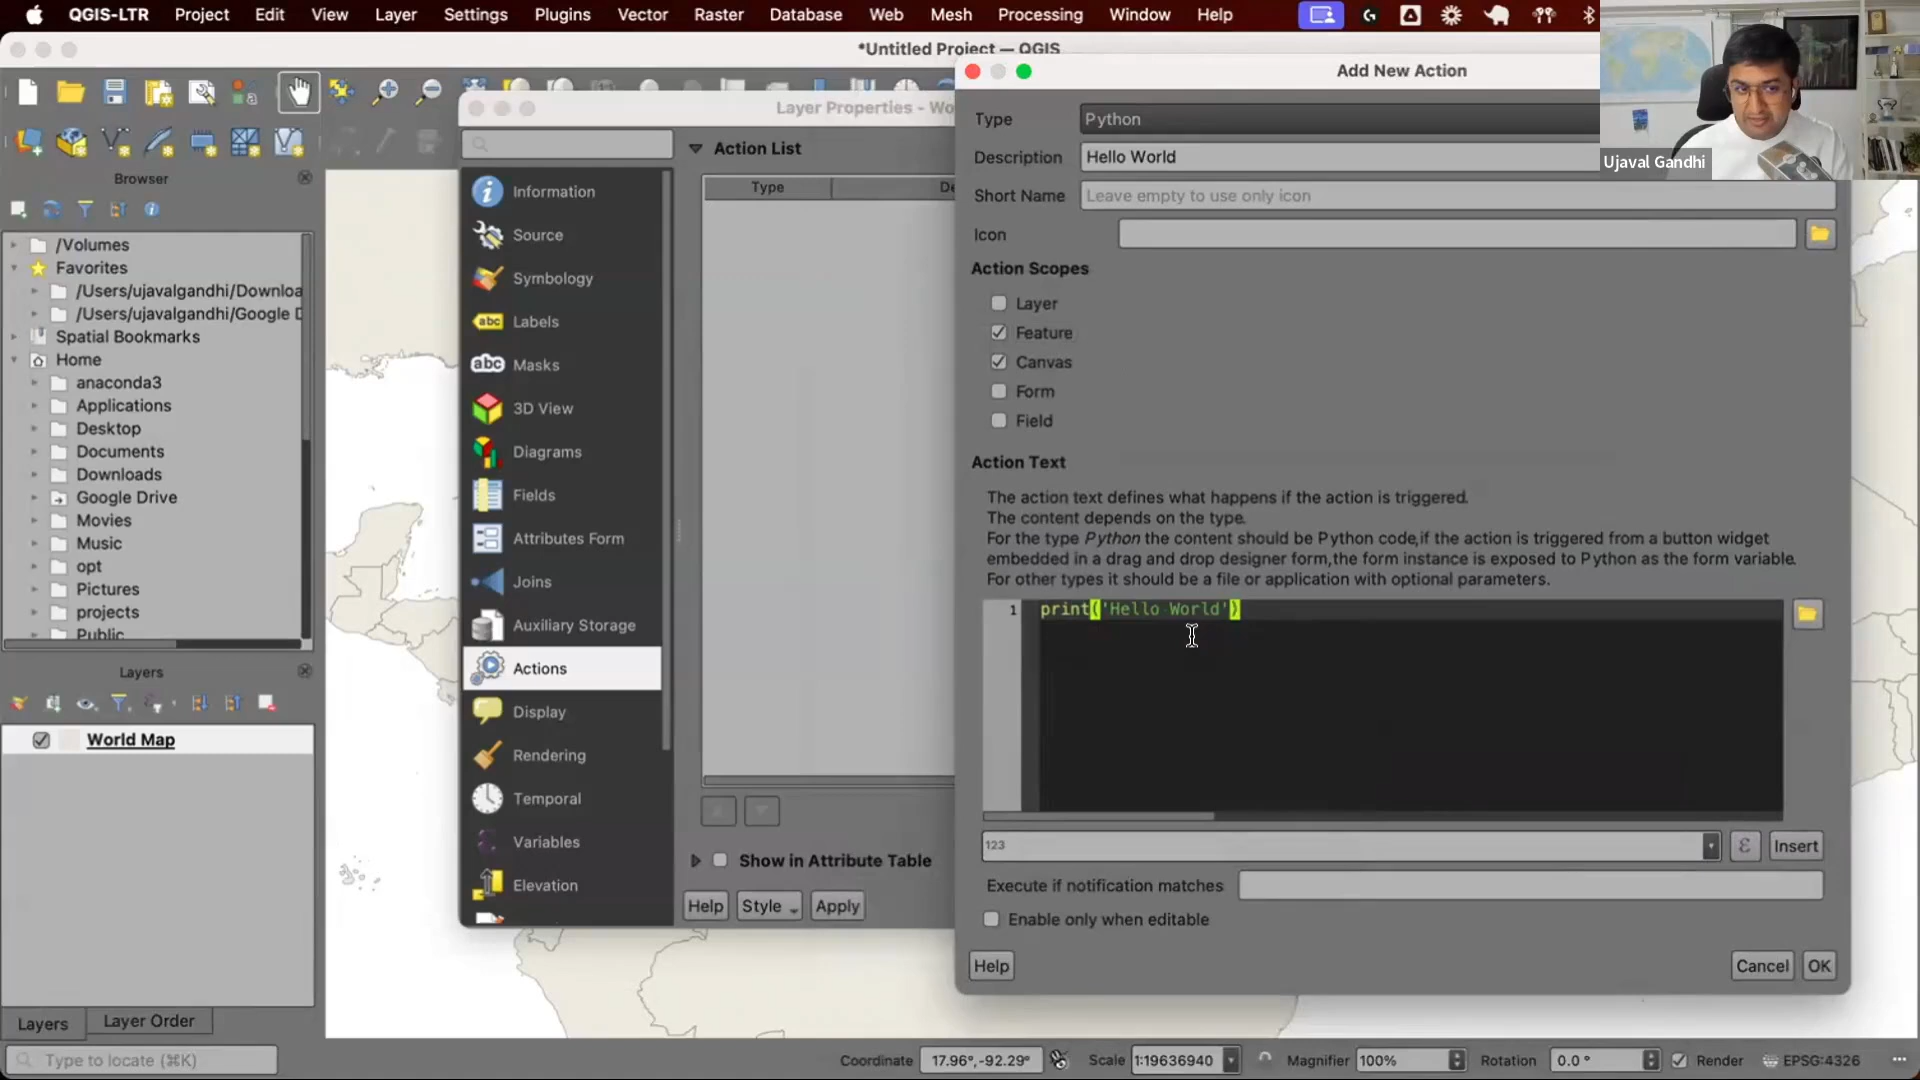 QGIS-LTR Project Edit View Layer Settings Plugins Vector Raster Database Web Mesh Processing Window Help
*Untitled Project — QGIS
Add New Action
Layer Properties - Wo
Type
Python
Description
Hello World
Short Name
Leave empty to use only icon
Icon
Action Scopes
Layer
Feature
Canvas
Form
Field
Action Text
The action text defines what happens if the action is triggered.
The content depends on the type.
For the type Python the content should be Python code,if the action is triggered from a button widget
embedded in a drag and drop designer form,the form instance is exposed to Python as the form variable.
For other types it should be a file or application with optional parameters.
1 print('Hello World')
123
Insert
Execute if notification matches
Enable only when editable
Help
Cancel
OK
Ujaval Gandhi
Action List
Type
De
Information
Source
Symbology
abc Labels
abc Masks
3D View
Diagrams
Fields
Attributes Form
Joins
Auxiliary Storage
Actions
Display
Rendering
Temporal
Variables
Elevation
Show in Attribute Table
Help
Style
Apply
Browser
/Volumes
Favorites
/Users/ujavalgandhi/Downloa
/Users/ujavalgandhi/Google D
Spatial Bookmarks
Home
anaconda3
Applications
Desktop
Documents
Downloads
Google Drive
Movies
Music
opt
Pictures
projects
Public
Layers
World Map
Layers
Layer Order
Type to locate (⌘K)
Coordinate 17.96°,-92.29° Scale 1:19636940 Magnifier 100% Rotation 0.0 ° Render EPSG:4326